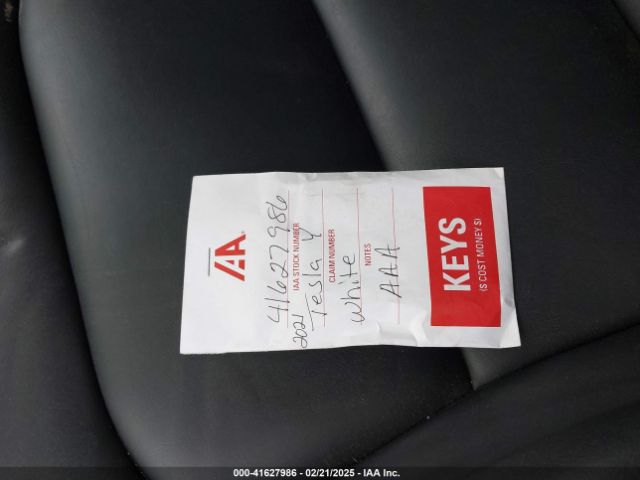 IAA
41627986
IAA STOCK NUMBER
2021 Tesla Y
CLAIM NUMBER
White
NOTES
AAA
KEYS
(S COST MONEY S)
000-41627986 - 02/21/2025 - IAA Inc.